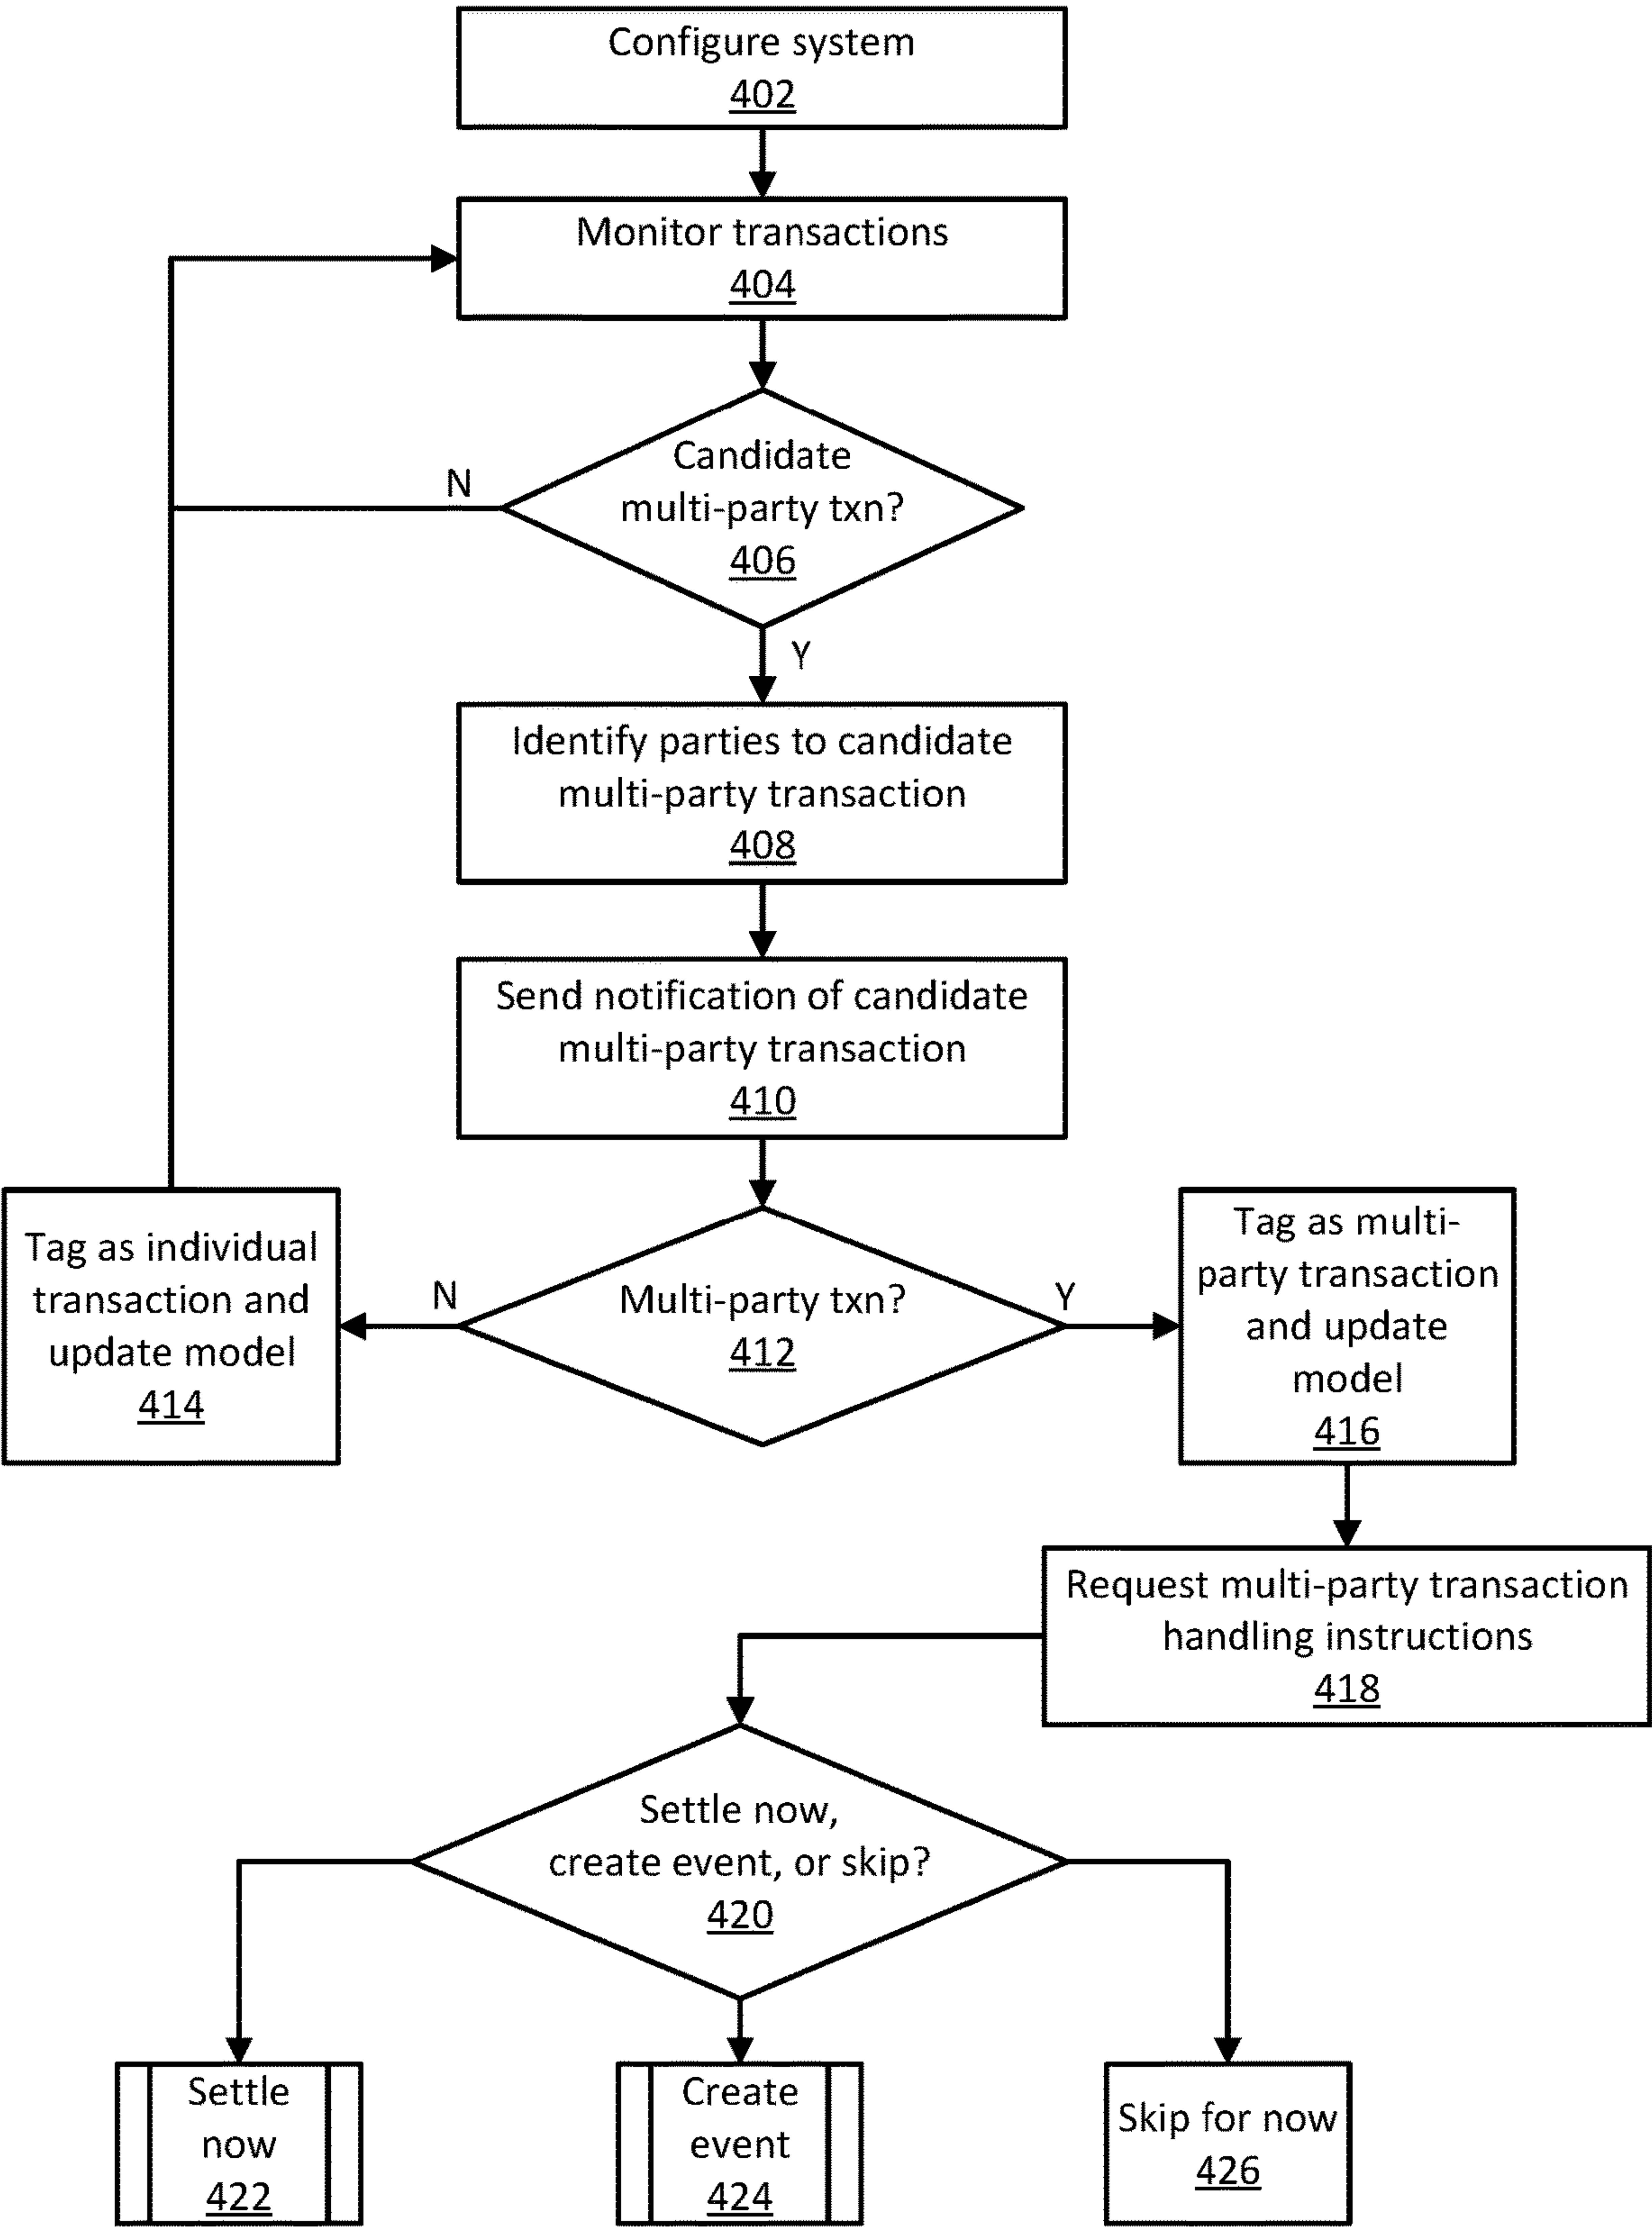 Configure system
402
Monitor transactions
404
Candidate
multi-party txn?
406
N
Y
Identify parties to candidate
multi-party transaction
408
Send notification of candidate
multi-party transaction
410
Tag as individual
transaction and
update model
414
N
Multi-party txn?
412
Y
Tag as multi-
party transaction
and update
model
416
Request multi-party transaction
handling instructions
418
Settle now,
create event, or skip?
420
Settle
now
422
Create
event
424
Skip for now
426